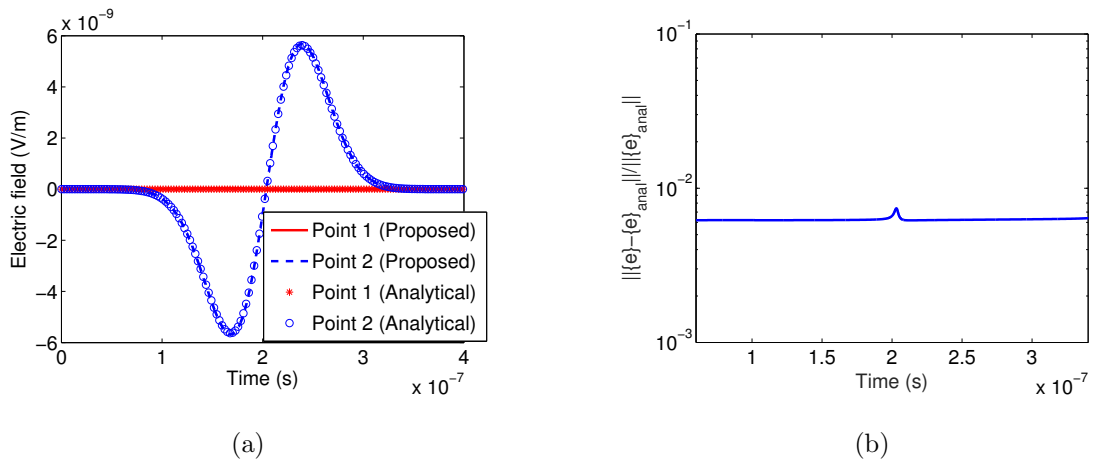 x 10⁻⁹
6
4
2
0
−2
−4
−6
Electric field (V/m)
Point 1 (Proposed)
Point 2 (Proposed)
Point 1 (Analytical)
Point 2 (Analytical)
0 1 2 3 4
Time (s)
x 10⁻⁷
(a)
10⁻¹
10⁻²
10⁻³
||{e}−{e}_anal||/||{e}_anal||
1 1.5 2 2.5 3
Time (s)
x 10⁻⁷
(b)